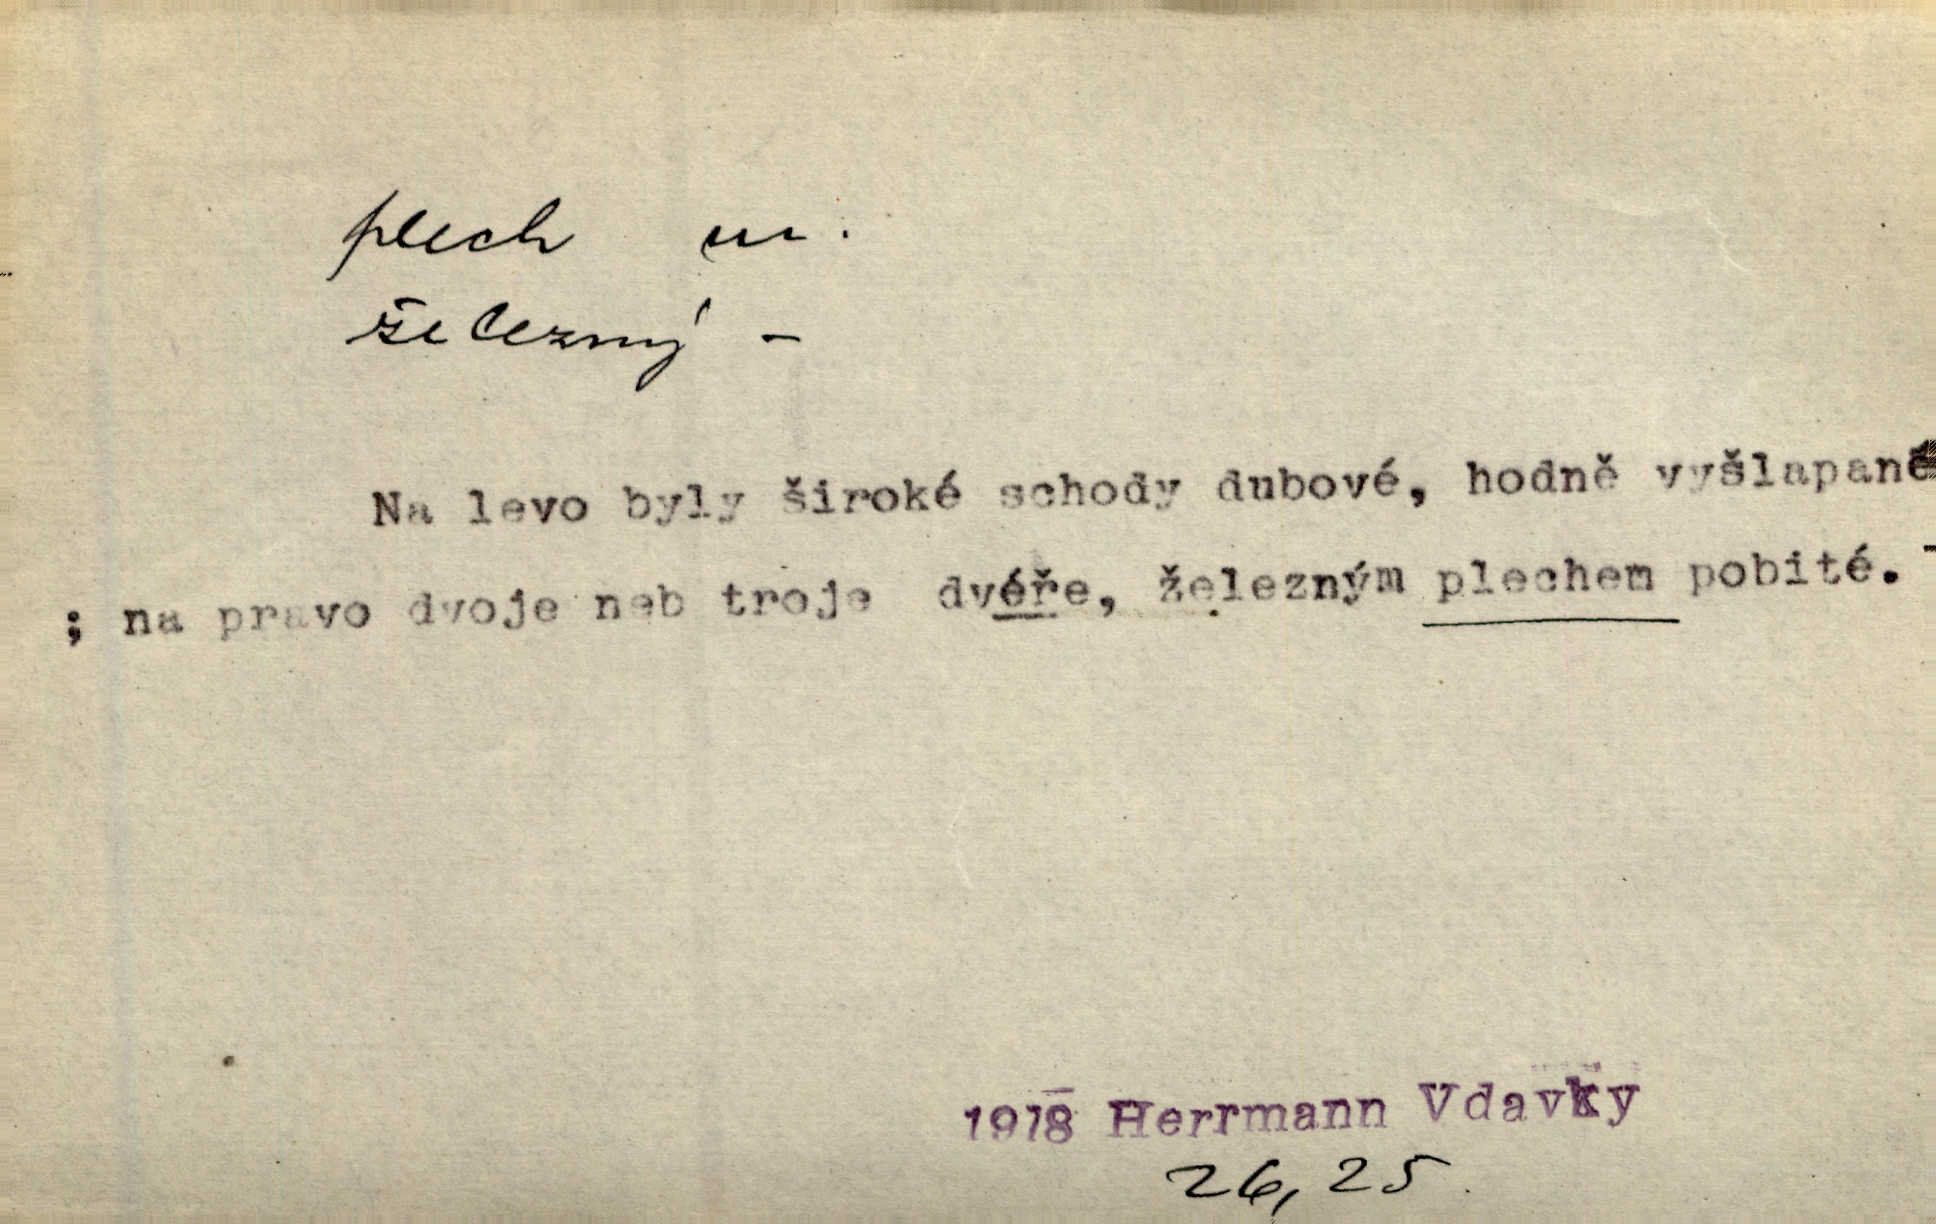 plech m.
železný –
Na levo byly široké schody dubové, hodně vyšlapané
; na pravo dvoje neb troje dvéře, železným plechem pobité. -
1918 Herrmann Vdavky
26, 25.